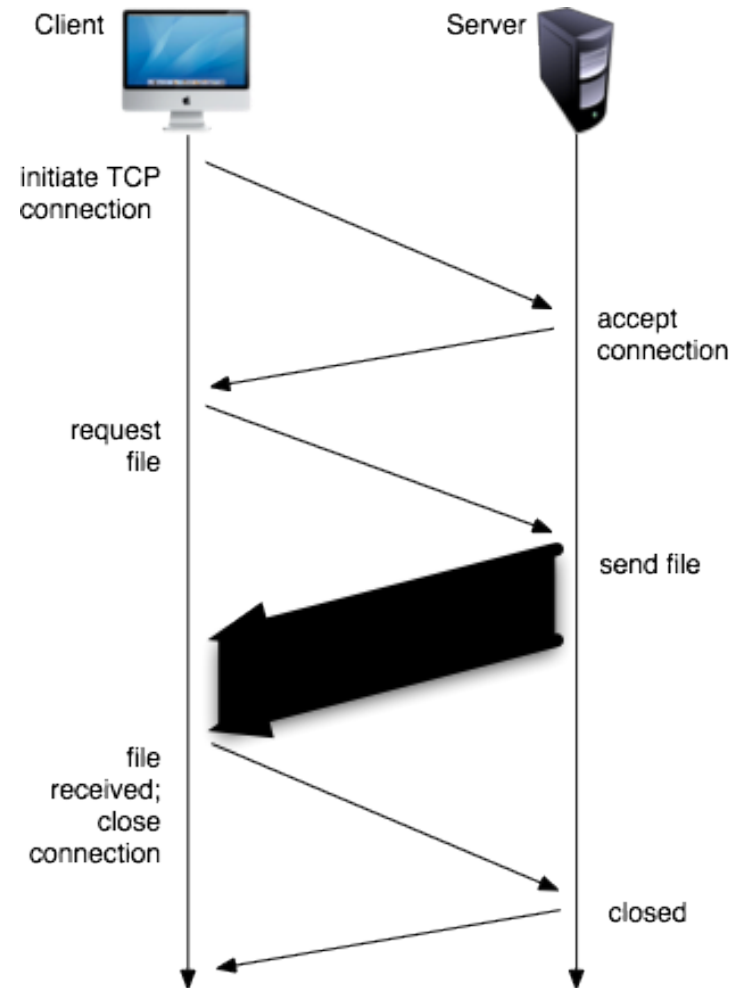 Client
Server
initiate TCP
connection
accept
connection
request
file
send file
file
received;
close
connection
closed